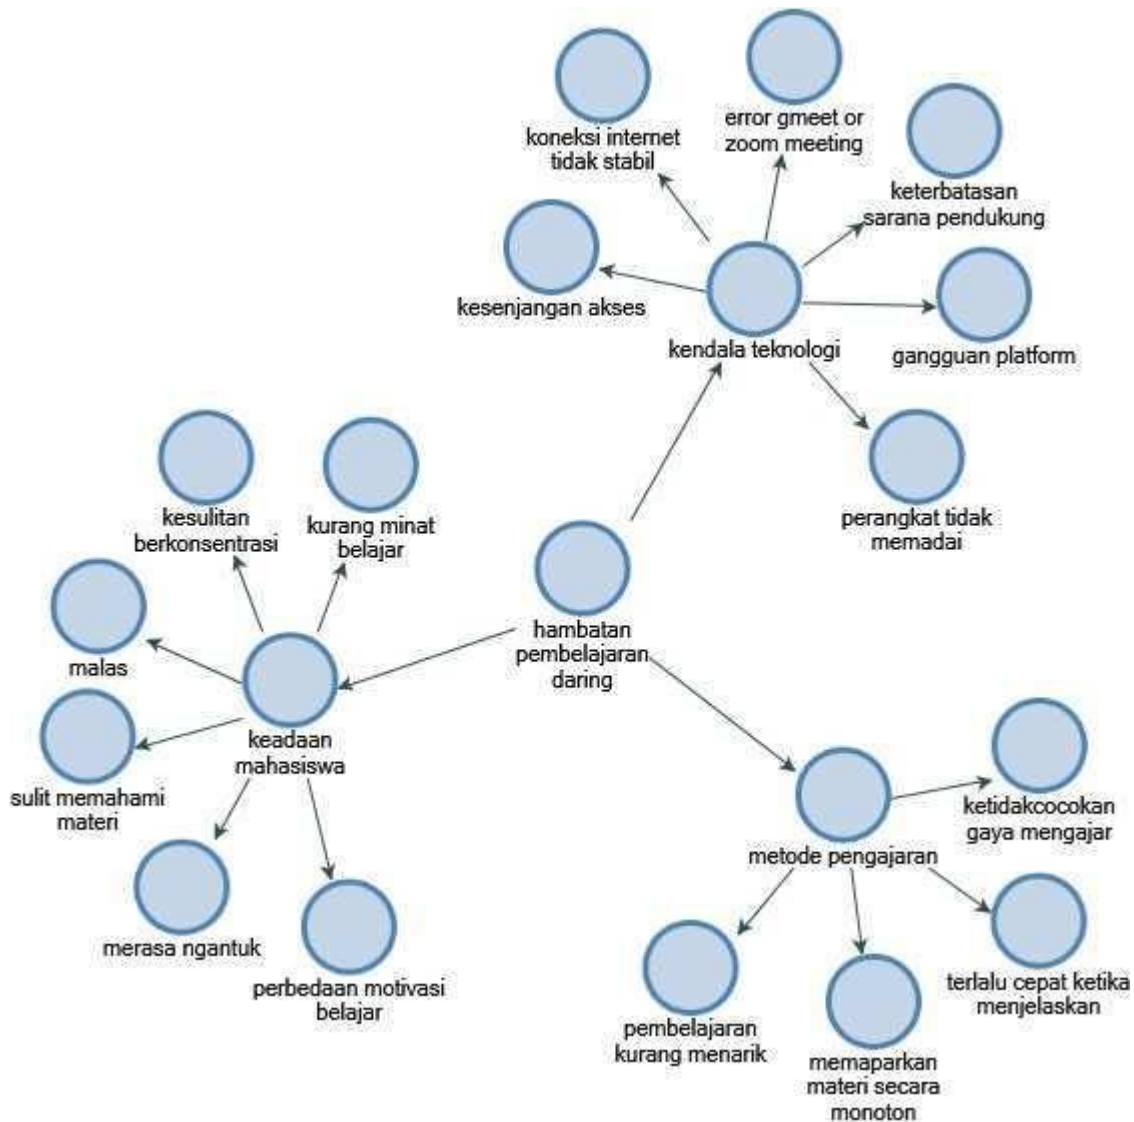 error gmeet or
zoom meeting
koneksi internet
tidak stabil
keterbatasan
sarana pendukung
kesenjangan akses
kendala teknologi
gangguan platform
perangkat tidak
memadai
kesulitan
berkonsentrasi
kurang minat
belajar
hambatan
pembelajaran
daring
malas
keadaan
mahasiswa
sulit memahami
materi
merasa ngantuk
perbedaan motivasi
belajar
metode pengajaran
ketidakcocokan
gaya mengajar
terlalu cepat ketika
menjelaskan
pembelajaran
kurang menarik
memaparkan
materi secara
monoton